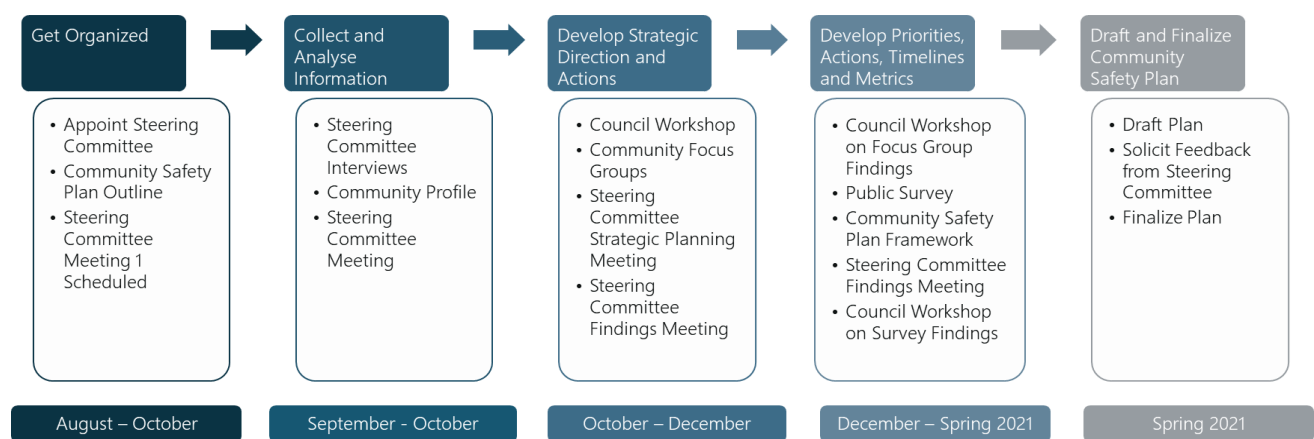 Get Organized
Collect and
Analyse
Information
Develop Strategic
Direction and
Actions
Develop Priorities,
Actions, Timelines
and Metrics
Draft and Finalize
Community
Safety Plan
• Appoint Steering
Committee
• Community Safety
Plan Outline
• Steering
Committee
Meeting 1
Scheduled
• Steering
Committee
Interviews
• Community Profile
• Steering
Committee
Meeting
• Council Workshop
• Community Focus
Groups
• Steering
Committee
Strategic Planning
Meeting
• Steering
Committee
Findings Meeting
• Council Workshop
on Focus Group
Findings
• Public Survey
• Community Safety
Plan Framework
• Steering Committee
Findings Meeting
• Council Workshop
on Survey Findings
• Draft Plan
• Solicit Feedback
from Steering
Committee
• Finalize Plan
August – October
September - October
October – December
December – Spring 2021
Spring 2021